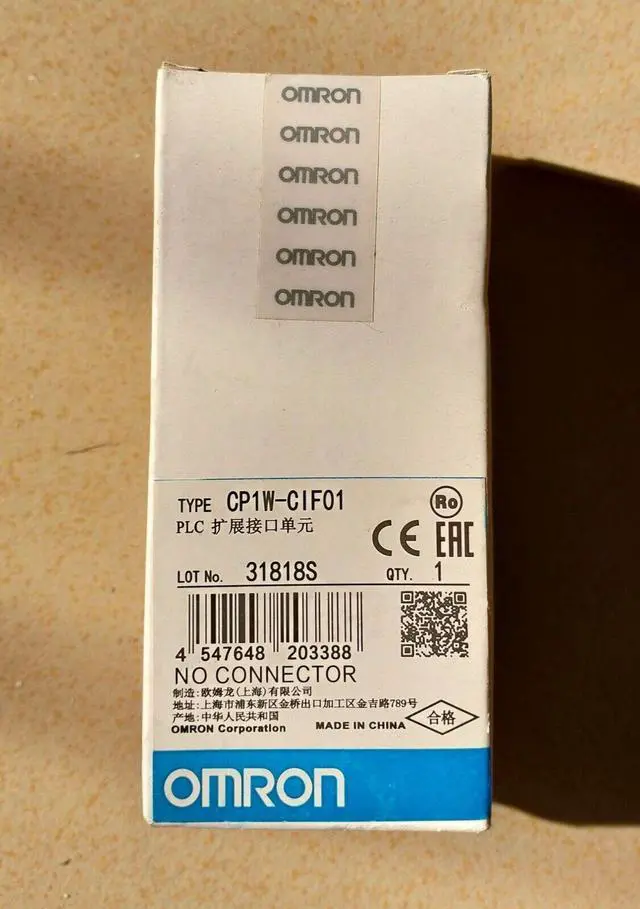 OMRON
OMRON
OMRON
OMRON
OMRON
OMRON
TYPE CP1W-CIF01
PLC 扩展接口单元
Ro
CE EAC
LOT No. 31818S QTY. 1
4 547648 203388
NO CONNECTOR
制造:欧姆龙(上海)有限公司
地址:上海市浦东新区金桥出口加工区金吉路789号
产地:中华人民共和国
OMRON Corporation MADE IN CHINA 合格
OMRON